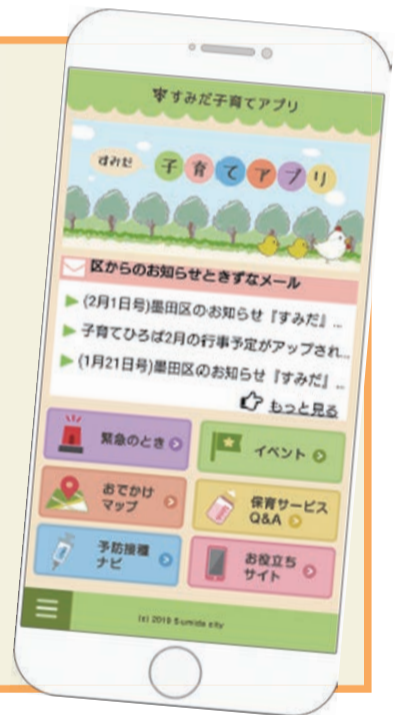 すみだ子育てアプリ
すみだ
子育てアプリ
区からのお知らせときずなメール
▶ (2月1日号)墨田区のお知らせ『すみだ』...
▶ 子育てひろば2月の行事予定がアップされ...
▶ (1月21日号)墨田区のお知らせ『すみだ』...
もっと見る
緊急のとき
イベント
おでかけ
マップ
保育サービス
Q&A
予防接種
ナビ
お役立ち
サイト
(c) 2019 Sumida city